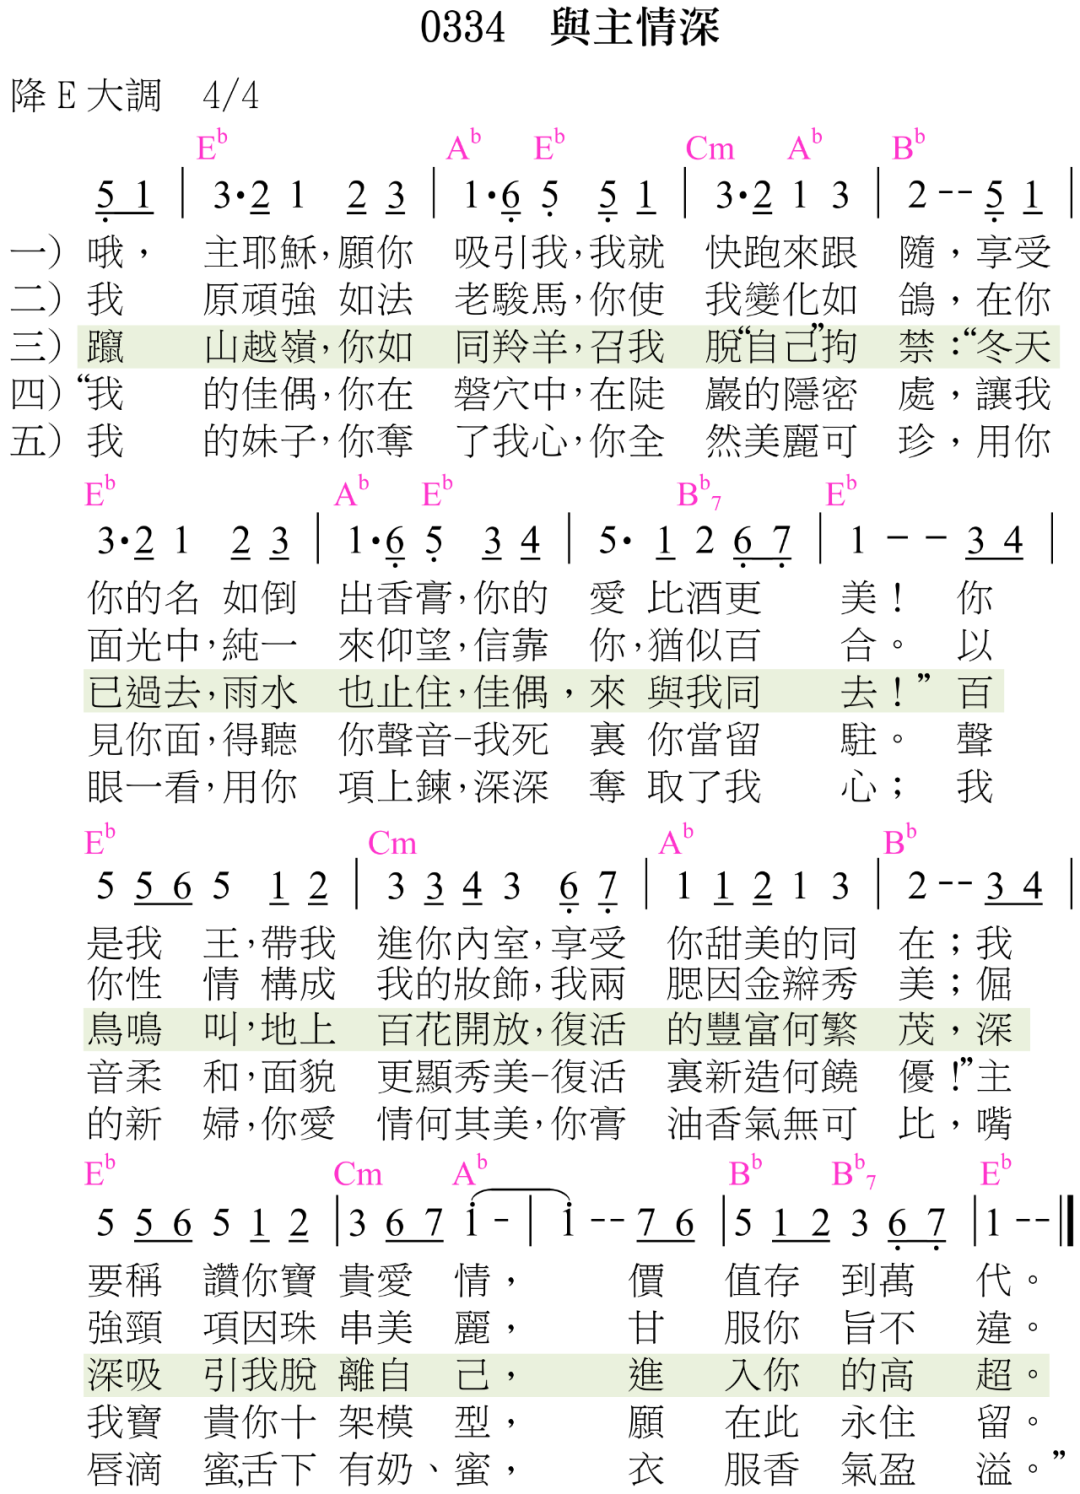 0334 與主情深
降E大調 4/4
E♭ A♭ E♭ Cm A♭ B♭
5 1 | 3·2 1 2 3 | 1·6 5 5 1 | 3·2 1 3 | 2 -- 5 1 |
一）哦， 主耶穌，願你 吸引我，我就 快跑來跟 隨，享受
二）我 原頑強 如法 老駿馬，你使 我變化如 鴿，在你
三）躐 山越嶺，你如 同羚羊，召我 脫“自己”拘 禁：“冬天
四）“我 的佳偶，你在 磐穴中，在陡 巖的隱密 處，讓我
五）我 的妹子，你奪 了我心，你全 然美麗可 珍，用你
E♭ A♭ E♭ B♭7 E♭
3·2 1 2 3 | 1·6 5 3 4 | 5· 1 2 6 7 | 1 - - 3 4 |
你的名 如倒 出香膏，你的 愛 比酒更 美！ 你
面光中，純一 來仰望，信靠 你，猶似百 合。 以
已過去，雨水 也止住，佳偶，來 與我同 去！” 百
見你面，得聽 你聲音-我死 裏 你當留 駐。 聲
眼一看，用你 項上鍊，深深 奪 取了我 心； 我
E♭ Cm A♭ B♭
5 5 6 5 1 2 | 3 3 4 3 6 7 | 1 1 2 1 3 | 2 -- 3 4 |
是我 王，帶我 進你內室，享受 你甜美的同 在；我
你性 情 構成 我的妝飾，我兩 腮因金辮秀 美；倔
鳥鳴 叫，地上 百花開放，復活 的豐富何繁 茂，深
音柔 和，面貌 更顯秀美-復活 裏新造何饒 優！”主
的新 婦，你愛 情何其美，你膏 油香氣無可 比，嘴
E♭ Cm A♭ B♭ B♭7 E♭
5 5 6 5 1 2 | 3 6 7 i - | i -- 7 6 | 5 1 2 3 6 7 | 1 -- ||
要稱 讚你寶 貴愛 情， 價 值存 到萬 代。
強頸 項因珠 串美 麗， 甘 服你 旨不 違。
深吸 引我脫 離自 己， 進 入你 的高 超。
我寶 貴你十 架模 型， 願 在此 永住 留。
唇滴 蜜，舌下 有奶、蜜， 衣 服香 氣盈 溢。”